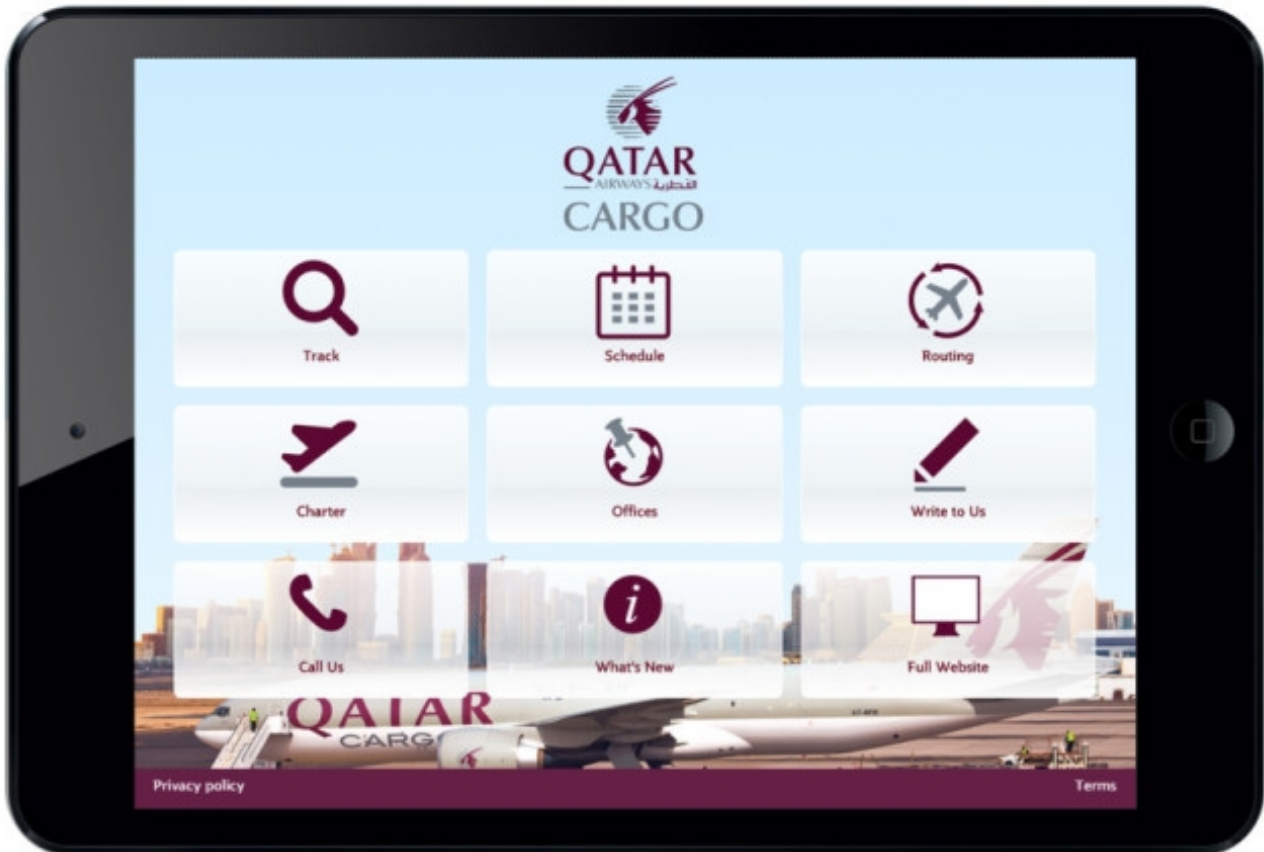 QATAR
AIRWAYS القطرية
CARGO
Track
Schedule
Routing
Charter
Offices
Write to Us
Call Us
What's New
Full Website
QATAR
CARGO
Privacy policy
Terms